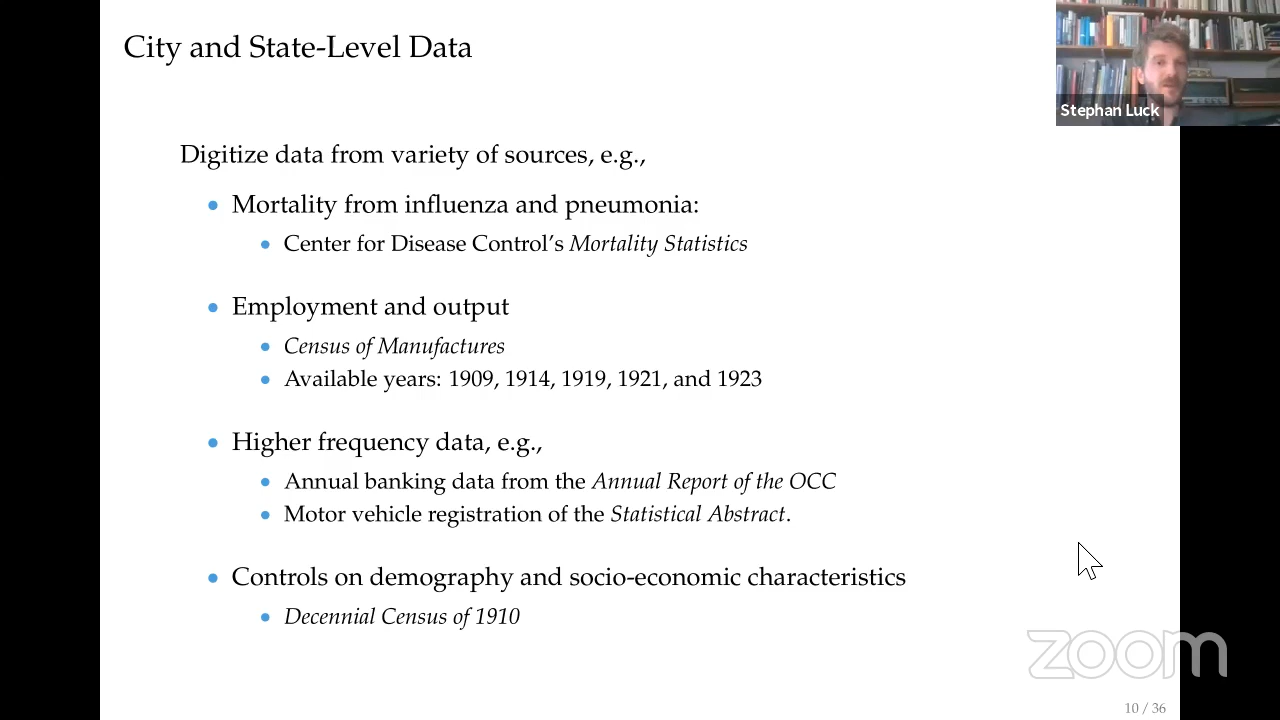 City and State-Level Data
Stephan Luck
Digitize data from variety of sources, e.g.,
Mortality from influenza and pneumonia:
Center for Disease Control's Mortality Statistics
Employment and output
Census of Manufactures
Available years: 1909, 1914, 1919, 1921, and 1923
Higher frequency data, e.g.,
Annual banking data from the Annual Report of the OCC
Motor vehicle registration of the Statistical Abstract.
Controls on demography and socio-economic characteristics
Decennial Census of 1910
zoom
10 / 36